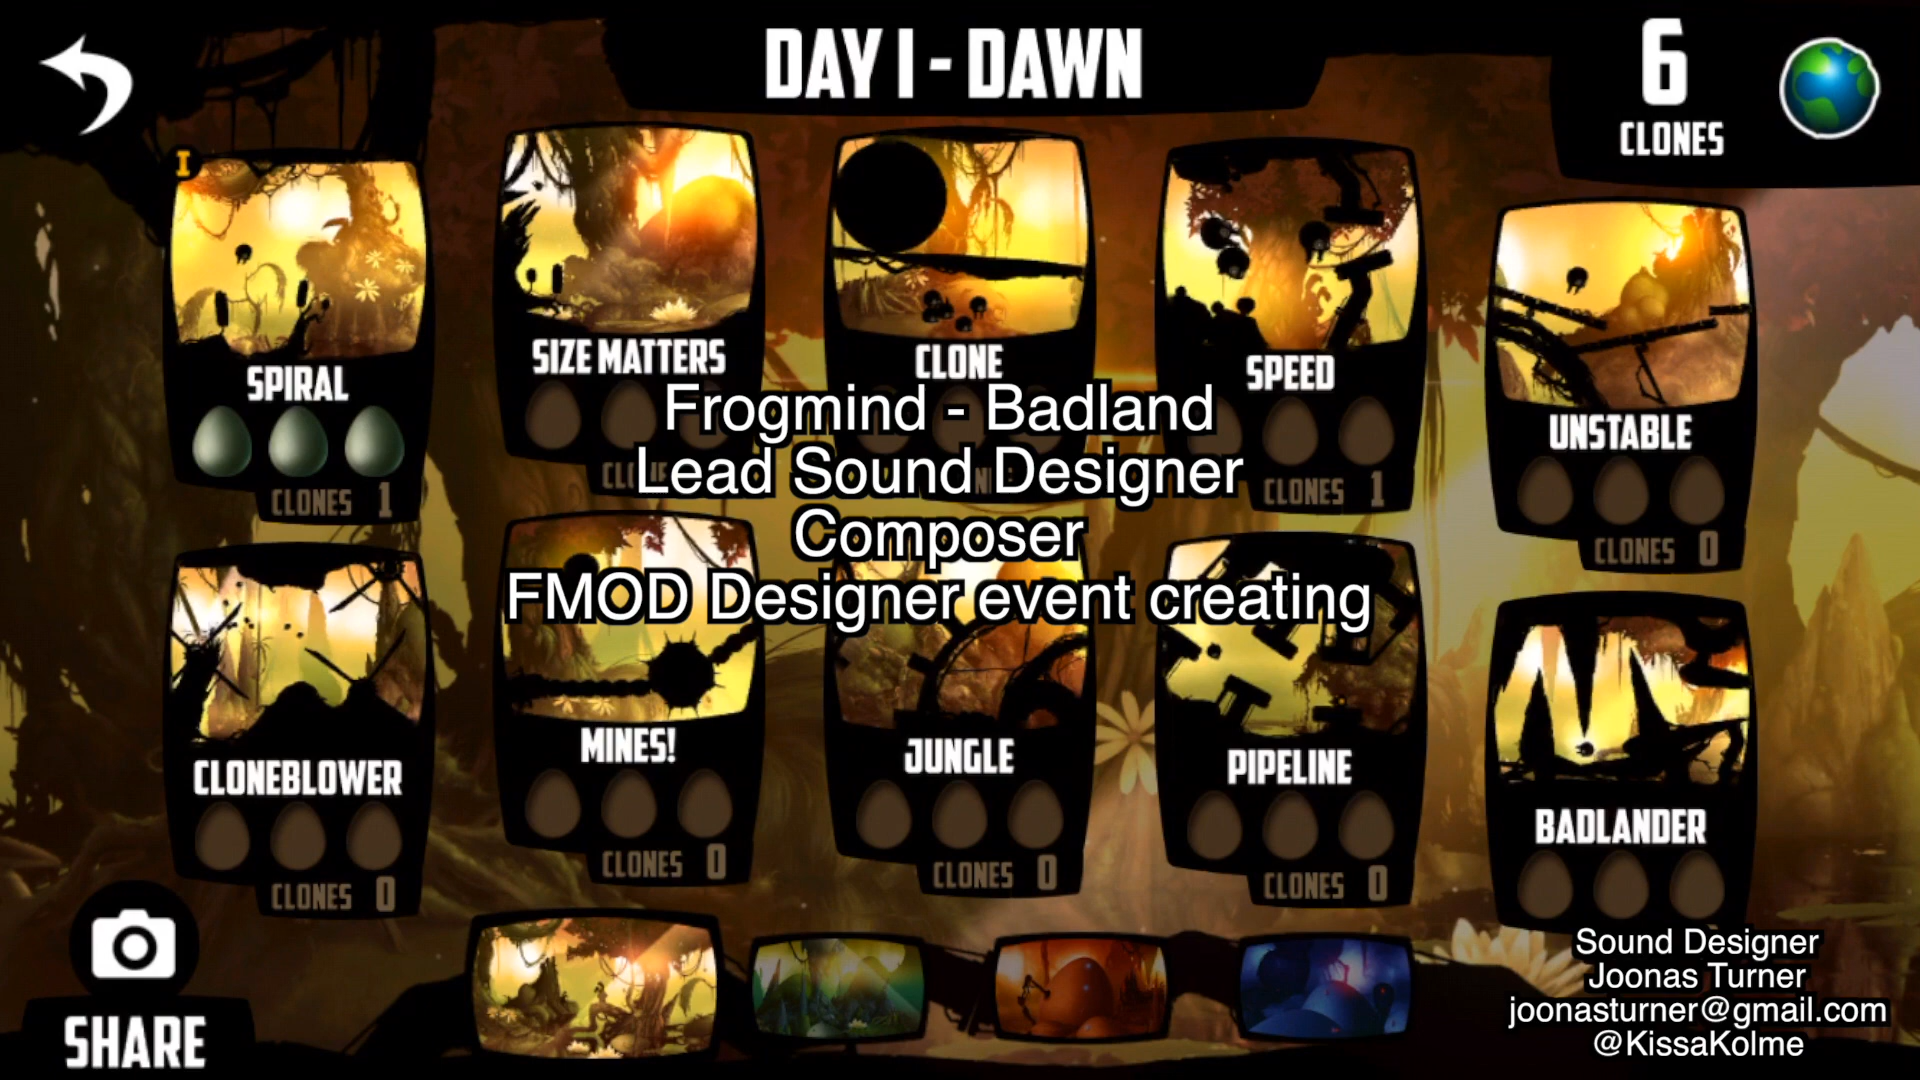 DAY I - DAWN
6
CLONES
I
SPIRAL
CLONES 1
SIZE MATTERS
CLONE
SPEED
CLONES 1
UNSTABLE
CLONES 0
Frogmind - Badland
Lead Sound Designer
Composer
FMOD Designer event creating
CLONEBLOWER
CLONES 0
MINES!
CLONES 0
JUNGLE
CLONES 0
PIPELINE
CLONES 0
BADLANDER
SHARE
Sound Designer
Joonas Turner
joonasturner@gmail.com
@KissaKolme